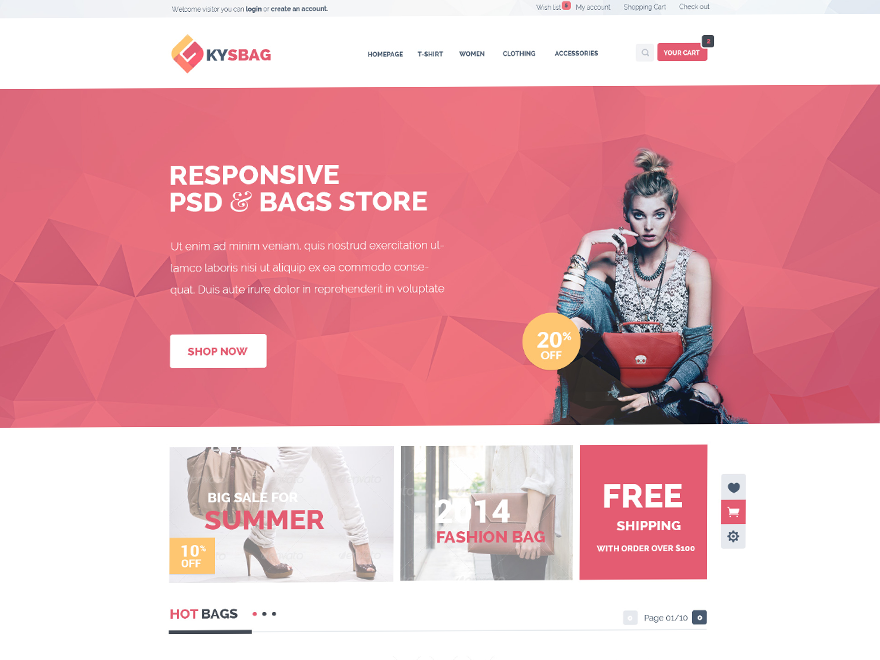 Welcome visitor you can login or create an account.
Wish list My account Shopping Cart Check out
KYSBAG
HOMEPAGE T-SHIRT WOMEN CLOTHING ACCESSORIES
YOUR CART
RESPONSIVE
PSD & BAGS STORE
Ut enim ad minim veniam, quis nostrud exercitation ul-
lamco laboris nisi ut aliquip ex ea commodo conse-
quat. Duis aute irure dolor in reprehenderit in voluptate
SHOP NOW
20%
OFF
BIG SALE FOR
SUMMER
10%
OFF
2014
FASHION BAG
FREE
SHIPPING
WITH ORDER OVER $100
HOT BAGS
Page 01/10